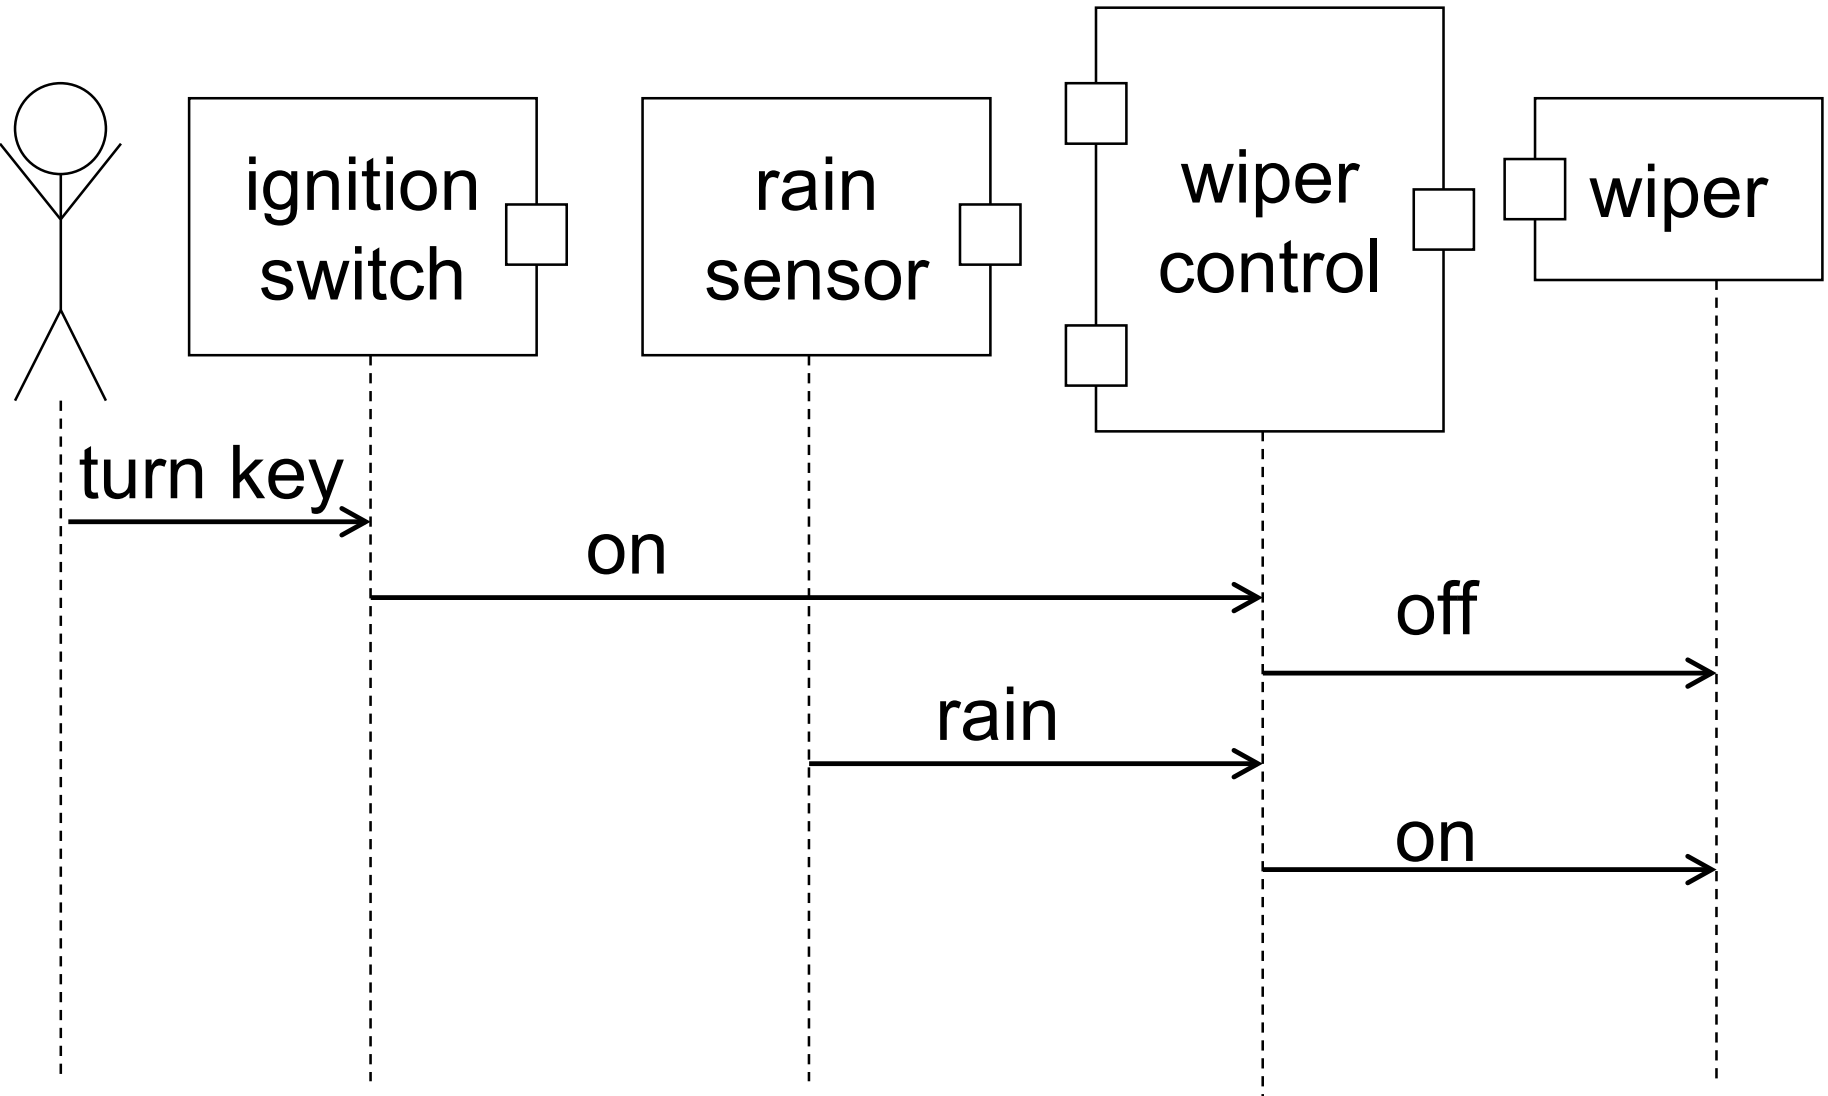 ignition
switch
rain
sensor
wiper
control
wiper
turn key
on
off
rain
on